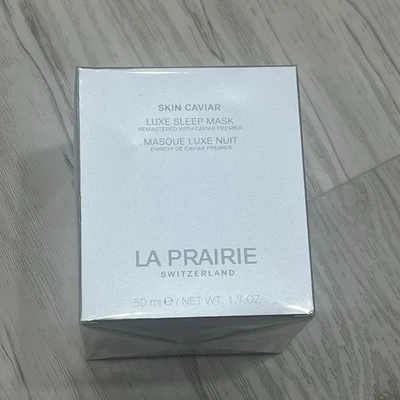 SKIN CAVIAR
LUXE SLEEP MASK
REMASTERED WITH CAVIAR PREMIER
MASQUE LUXE NUIT
ENRICHI DE CAVIAR PREMIER
LA PRAIRIE
SWITZERLAND
50 ml ℮ / NET WT. 1.7 OZ.